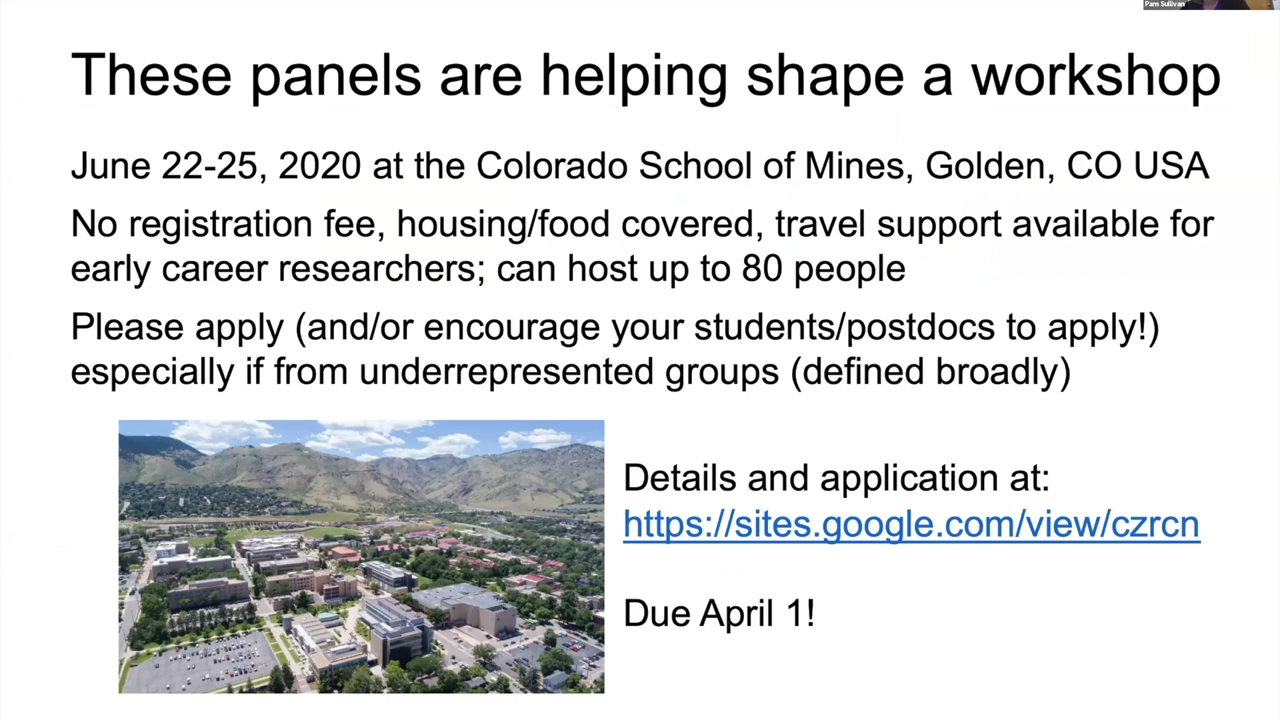 Pam Sullivan
These panels are helping shape a workshop
June 22-25, 2020 at the Colorado School of Mines, Golden, CO USA
No registration fee, housing/food covered, travel support available for
early career researchers; can host up to 80 people
Please apply (and/or encourage your students/postdocs to apply!)
especially if from underrepresented groups (defined broadly)
Details and application at:
https://sites.google.com/view/czrcn
Due April 1!